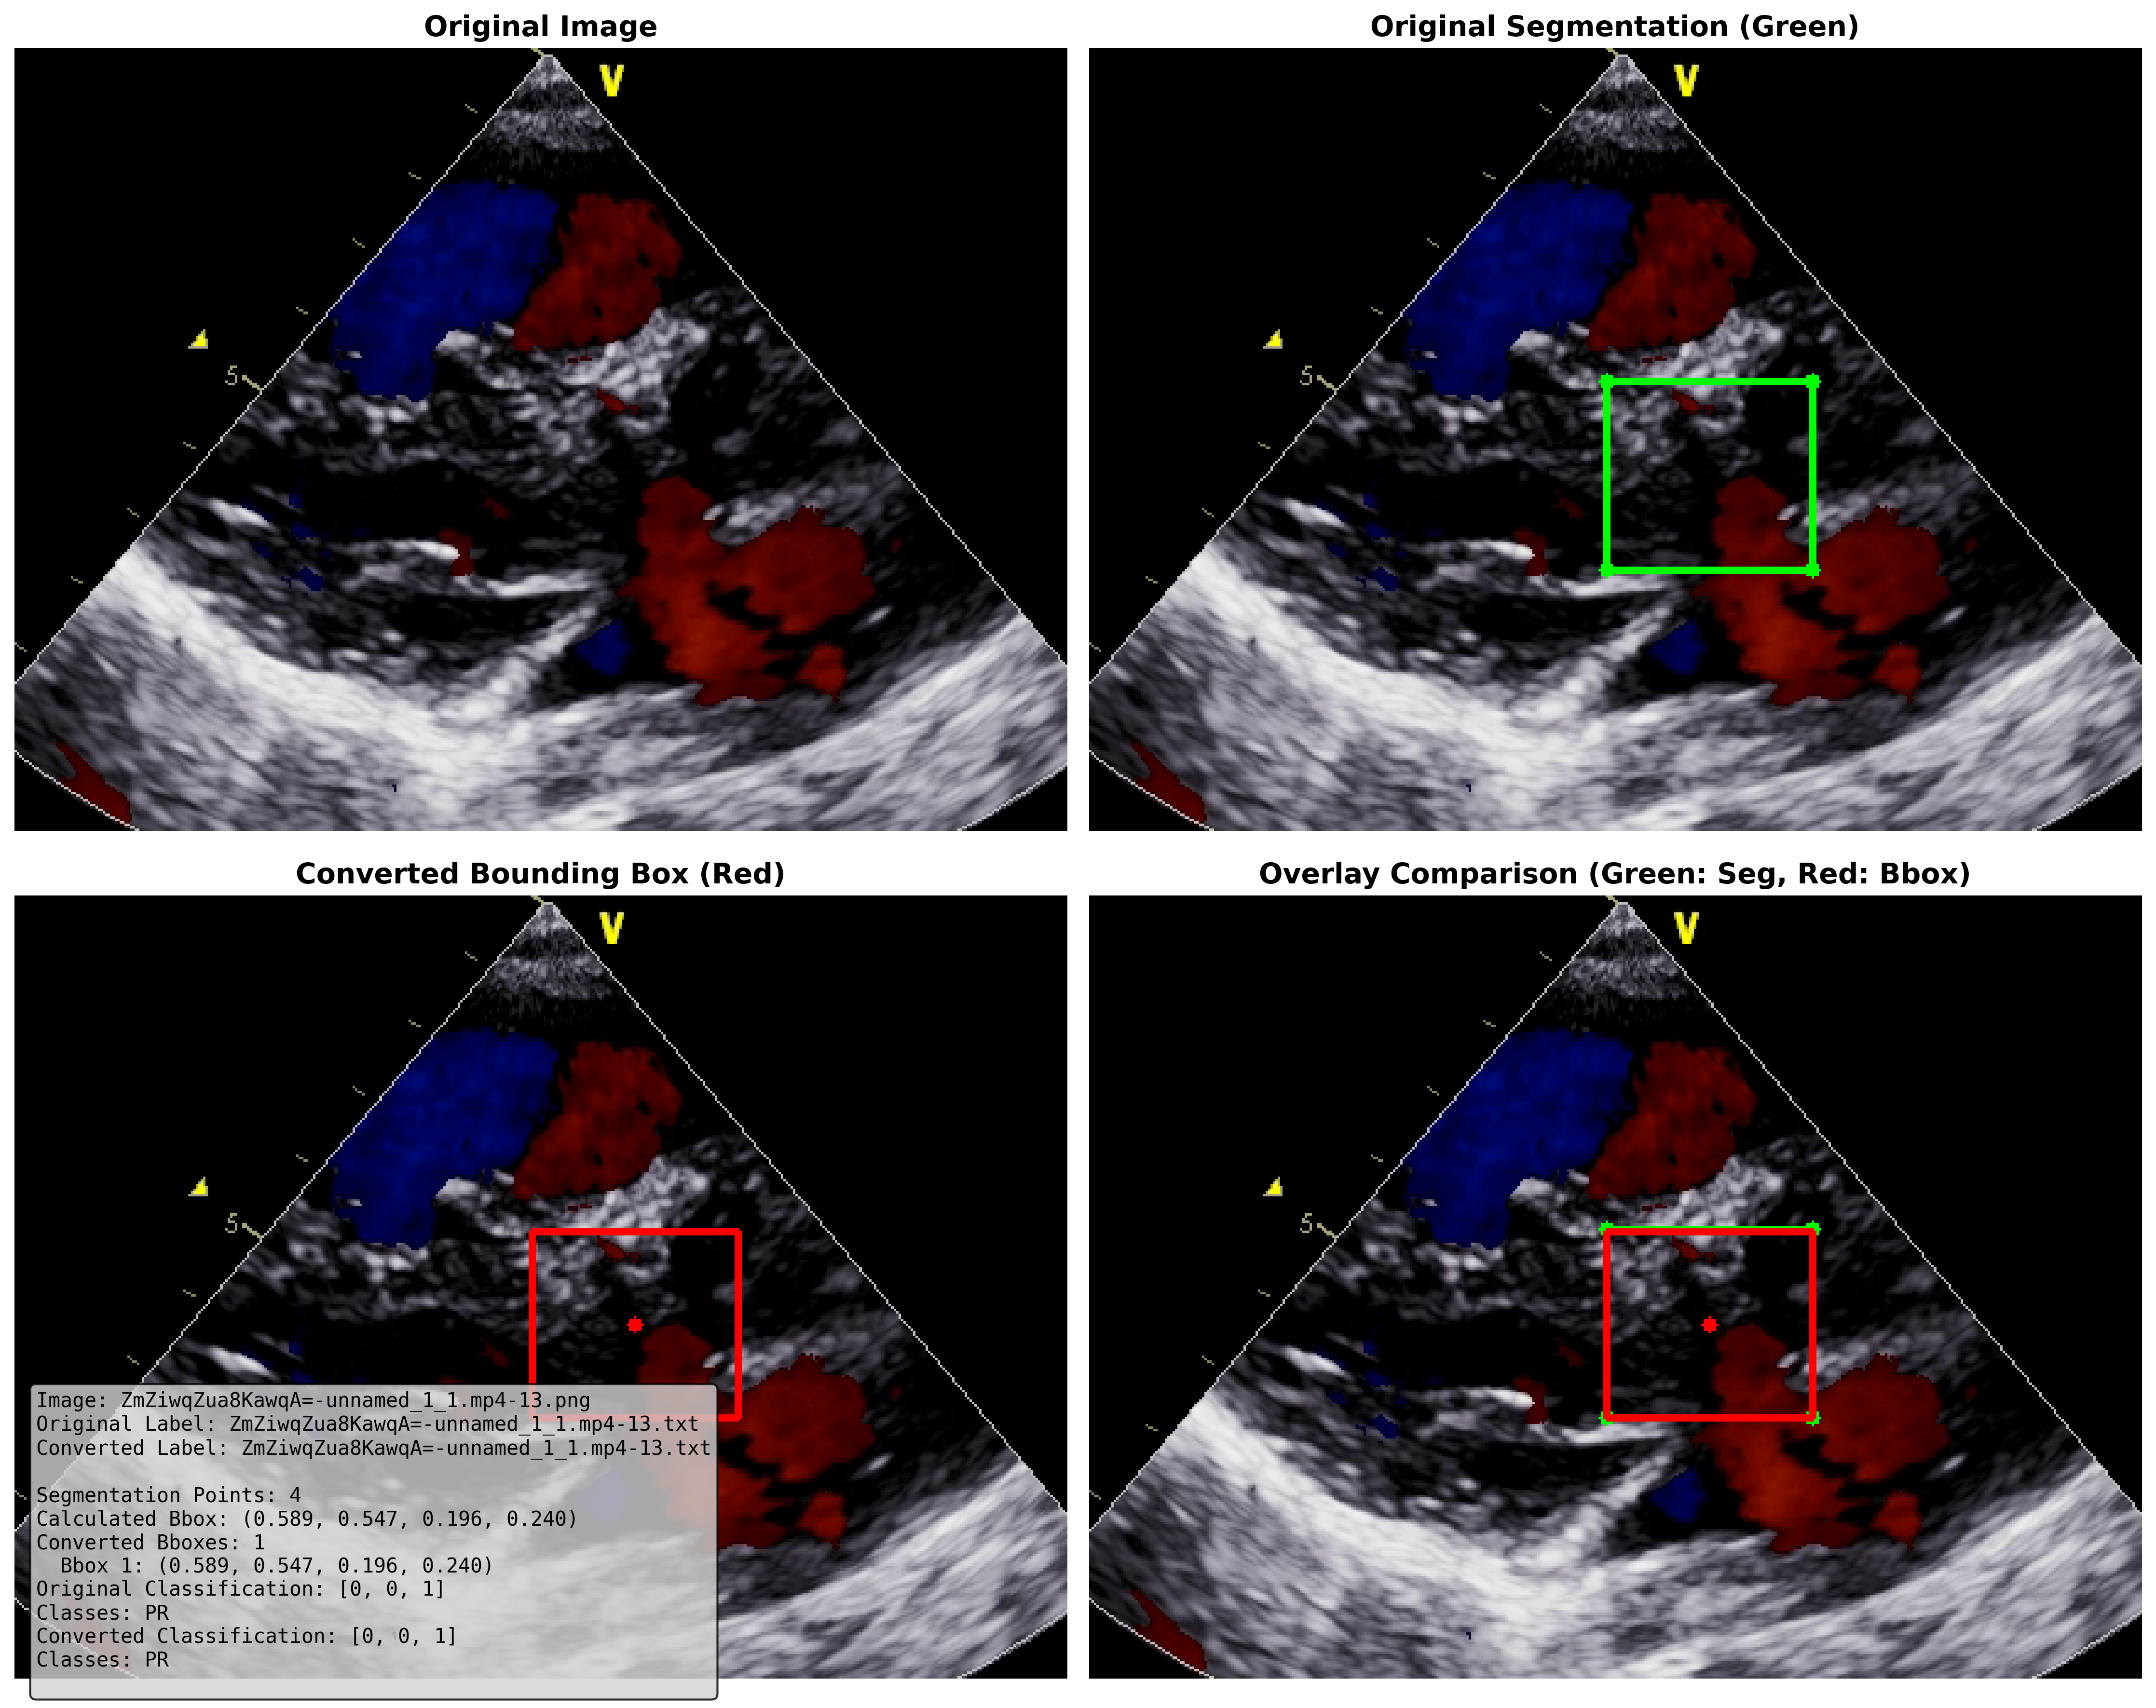 Original Image
Original Segmentation (Green)
V
V
5
5
Converted Bounding Box (Red)
Overlay Comparison (Green: Seg, Red: Bbox)
V
V
5
5
Image: ZmZiwqZua8KawqA=-unnamed_1_1.mp4-13.png
Original Label: ZmZiwqZua8KawqA=-unnamed_1_1.mp4-13.txt
Converted Label: ZmZiwqZua8KawqA=-unnamed_1_1.mp4-13.txt
Segmentation Points: 4
Calculated Bbox: (0.589, 0.547, 0.196, 0.240)
Converted Bboxes: 1
Bbox 1: (0.589, 0.547, 0.196, 0.240)
Original Classification: [0, 0, 1]
Classes: PR
Converted Classification: [0, 0, 1]
Classes: PR